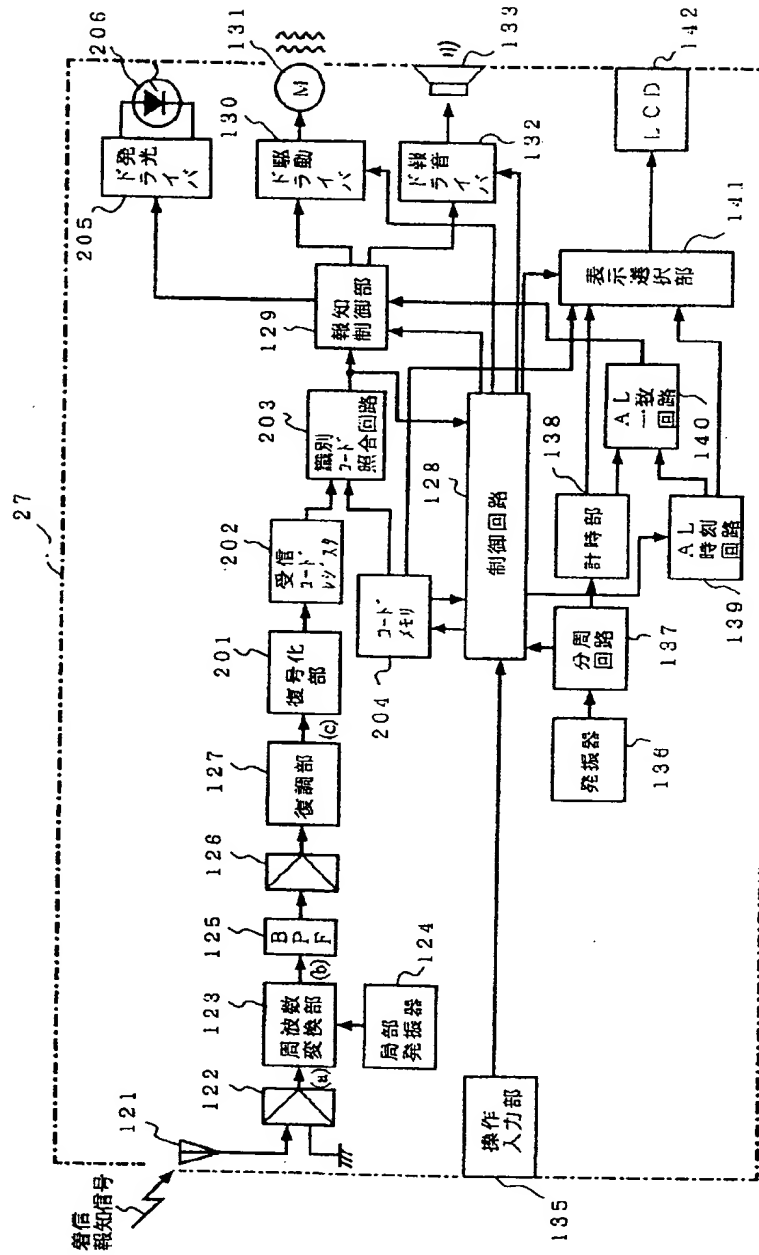 27
着信
報知信号
121
122
(a)
周波数
変換部
123
局部
発振器
124
(b)
BPF
125
126
復調部
127
(c)
復号化
部
201
受信
コード
レジスタ
202
識別
コード
照合回路
203
コード
メモリ
204
報知
制御部
129
発光
ドライバ
205
206
駆動
ドライバ
130
M
131
報音
ドライバ
132
133
制御回路
128
操作
入力部
135
発振器
136
分周
回路
137
計時部
138
AL
時刻
回路
139
AL
一致
回路
140
表示選択部
141
LCD
142